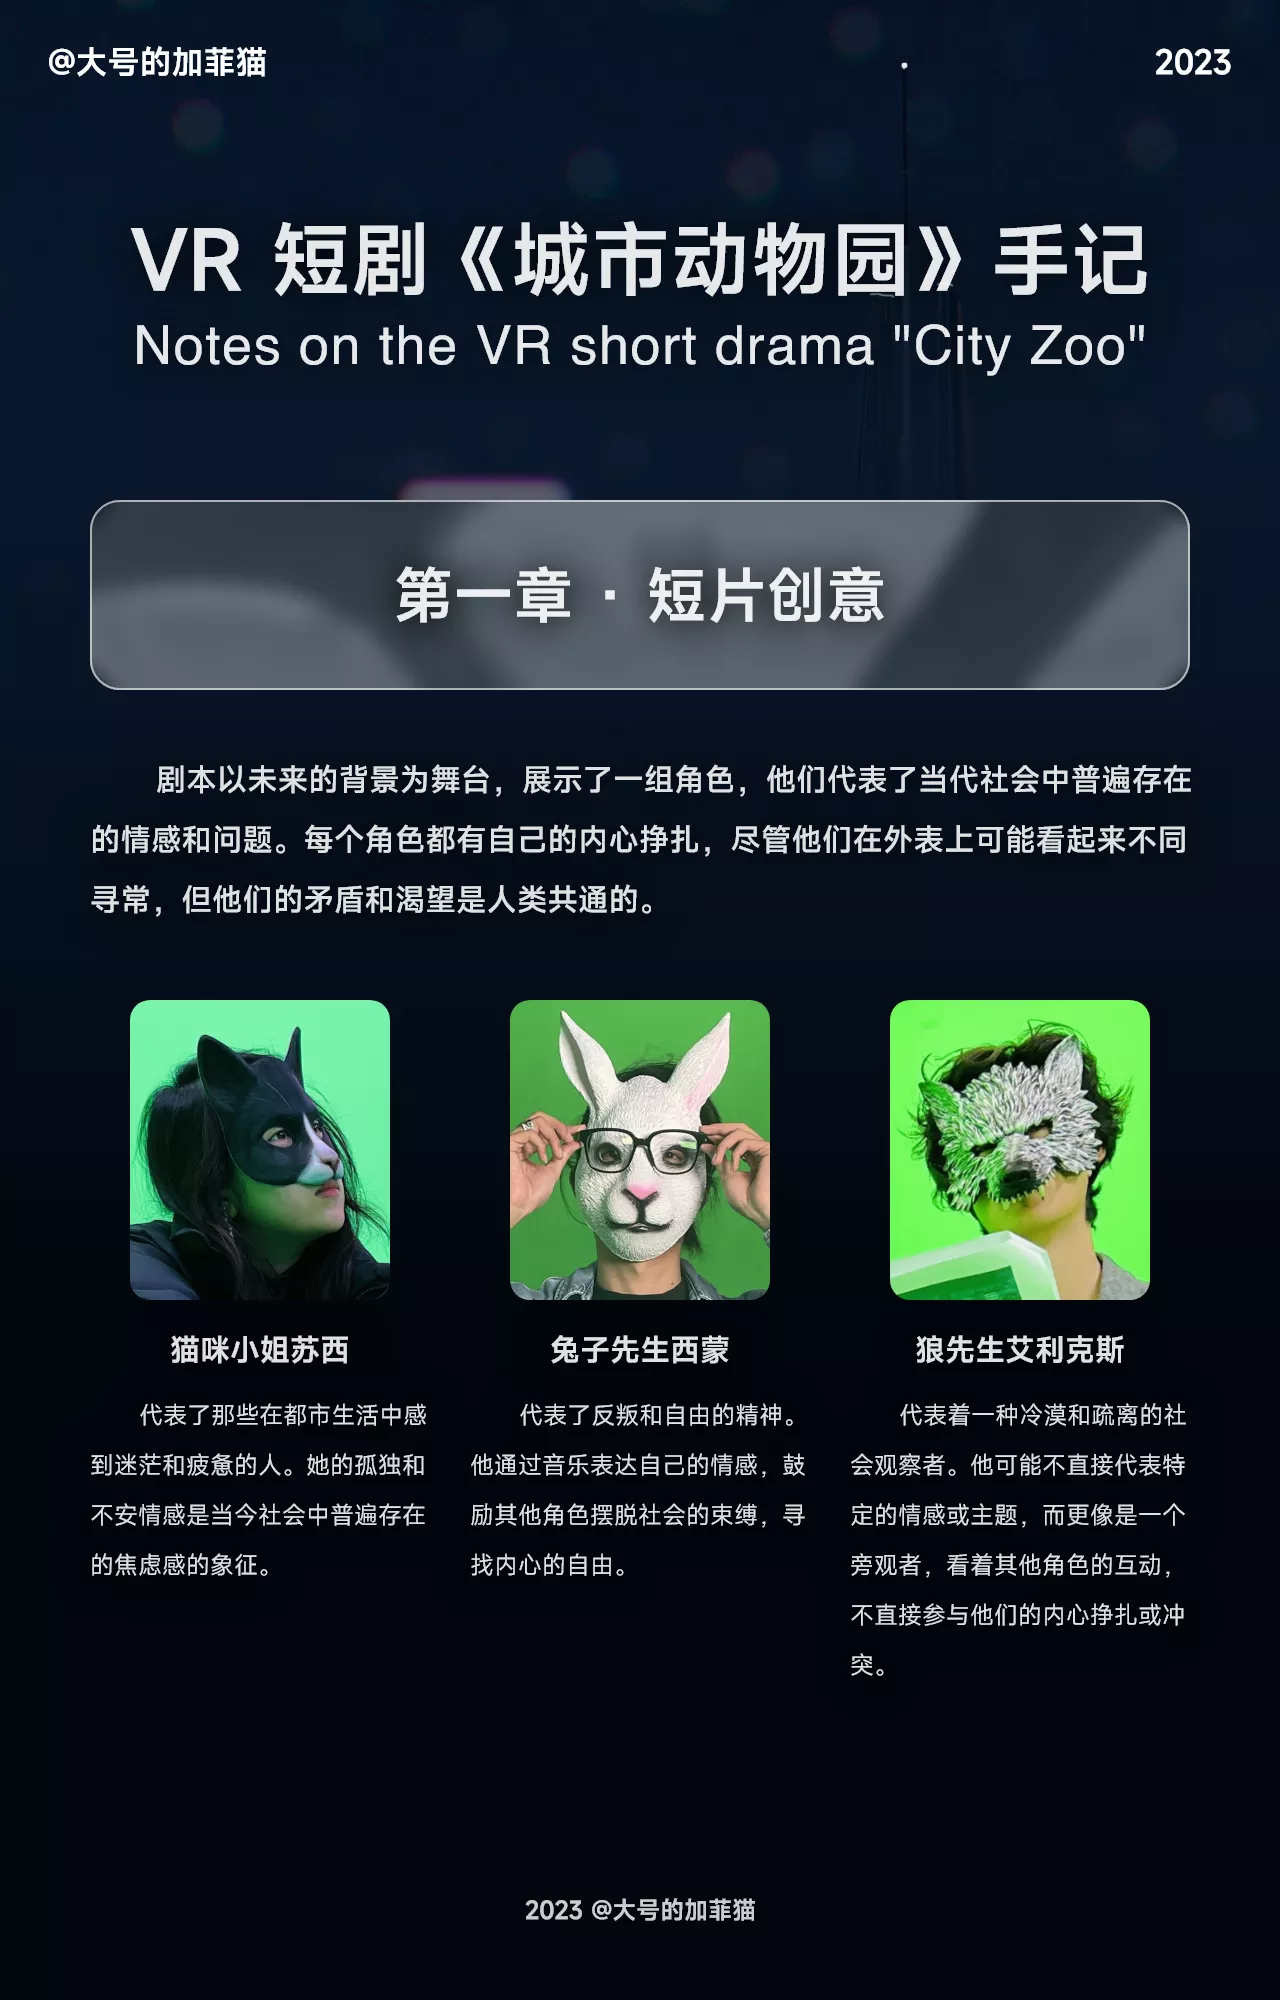 @大号的加菲猫
2023
VR 短剧《城市动物园》手记
Notes on the VR short drama "City Zoo"
第一章 · 短片创意
剧本以未来的背景为舞台，展示了一组角色，他们代表了当代社会中普遍存在
的情感和问题。每个角色都有自己的内心挣扎，尽管他们在外表上可能看起来不同
寻常，但他们的矛盾和渴望是人类共通的。
猫咪小姐苏西
代表了那些在都市生活中感
到迷茫和疲惫的人。她的孤独和
不安情感是当今社会中普遍存在
的焦虑感的象征。
兔子先生西蒙
代表了反叛和自由的精神。
他通过音乐表达自己的情感，鼓
励其他角色摆脱社会的束缚，寻
找内心的自由。
狼先生艾利克斯
代表着一种冷漠和疏离的社
会观察者。他可能不直接代表特
定的情感或主题，而更像是一个
旁观者，看着其他角色的互动，
不直接参与他们的内心挣扎或冲
突。
2023 @大号的加菲猫